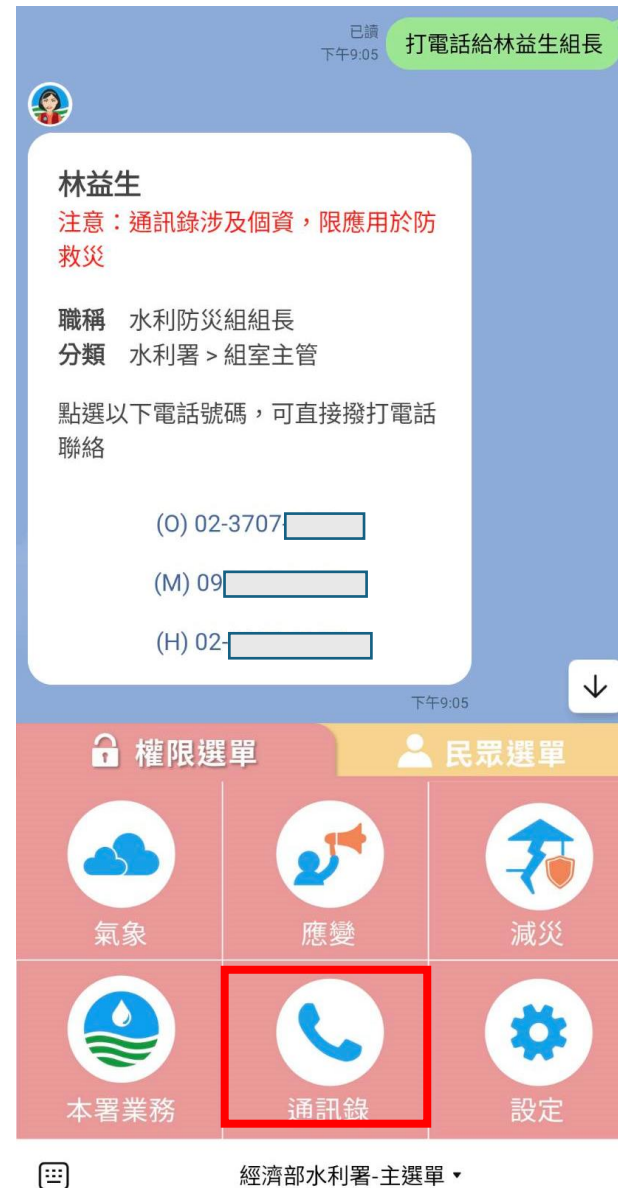 已讀
下午9:05
打電話給林益生組長
林益生
注意：通訊錄涉及個資，限應用於防
救災
職稱 水利防災組組長
分類 水利署 > 組室主管
點選以下電話號碼，可直接撥打電話
聯絡
(O) 02-3707-
(M) 09
(H) 02-
下午9:05
權限選單
民眾選單
氣象
應變
減災
本署業務
通訊錄
設定
經濟部水利署-主選單